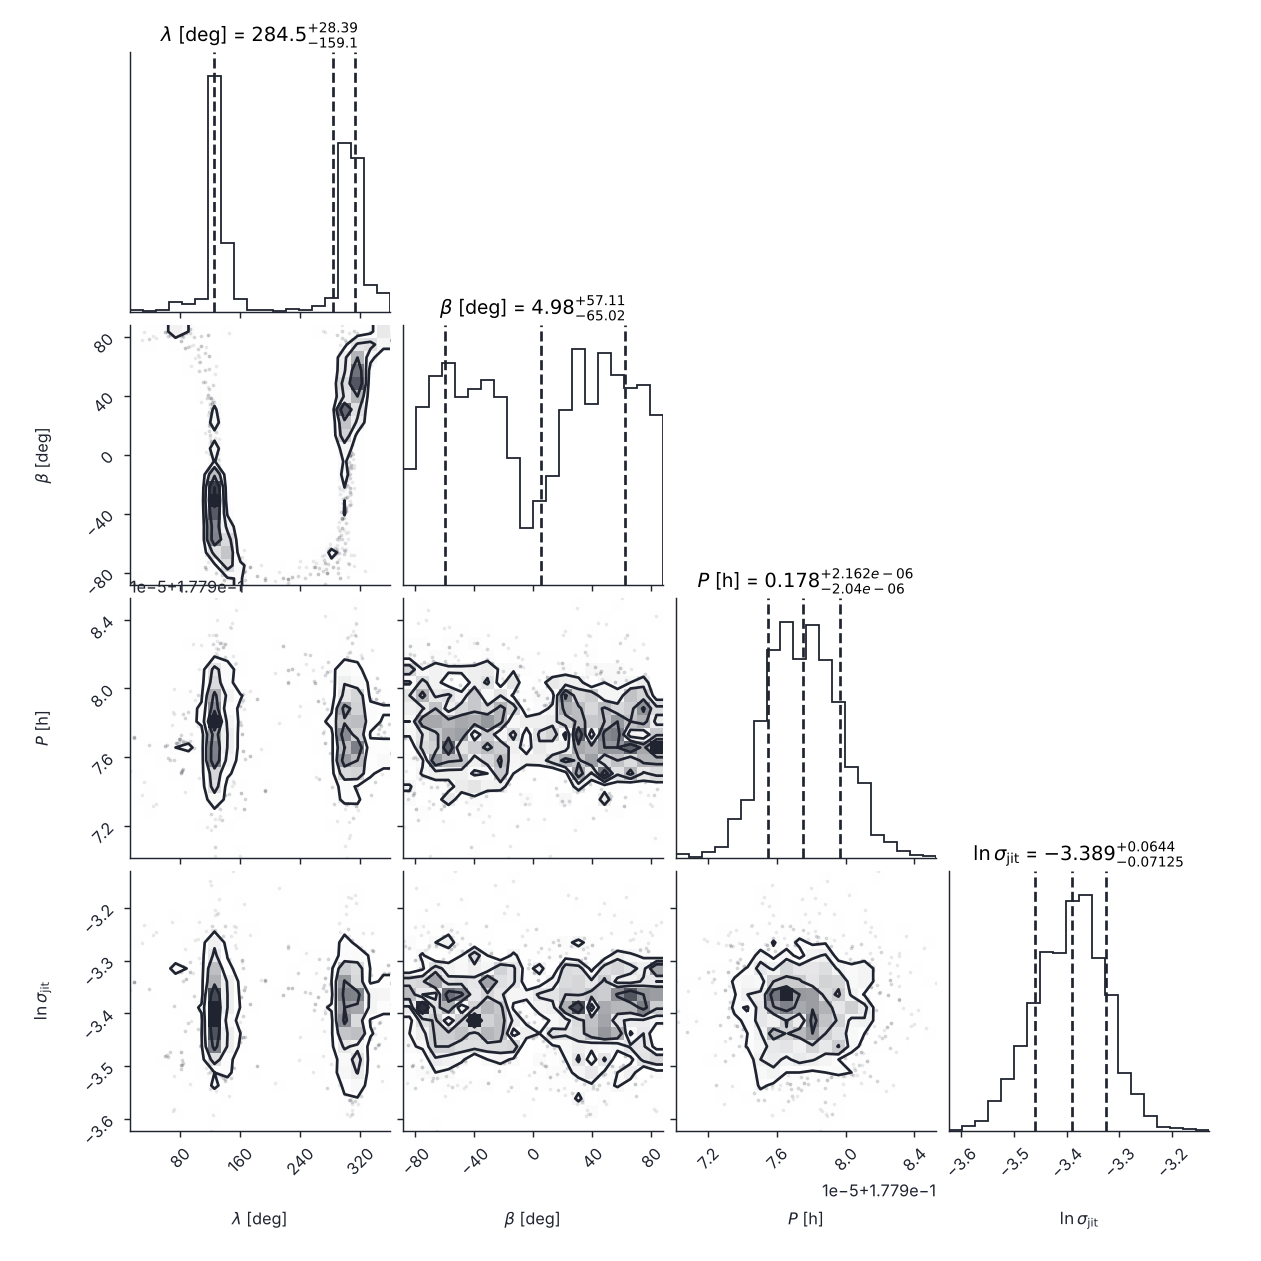 λ [deg] = 284.5+28.39−159.1
β [deg] = 4.98+57.11−65.02
80
40
0
−40
−80
β [deg]
1e−5+1.779e−1
P [h] = 0.178+2.162e−06−2.04e−06
8.4
8.0
7.6
7.2
P [h]
ln σjit = −3.389+0.0644−0.07125
−3.2
−3.3
−3.4
−3.5
−3.6
ln σjit
80 160 240 320
−80 −40 0 40 80
7.2 7.6 8.0 8.4
−3.6 −3.5 −3.4 −3.3 −3.2
1e−5+1.779e−1
λ [deg] β [deg] P [h] ln σjit